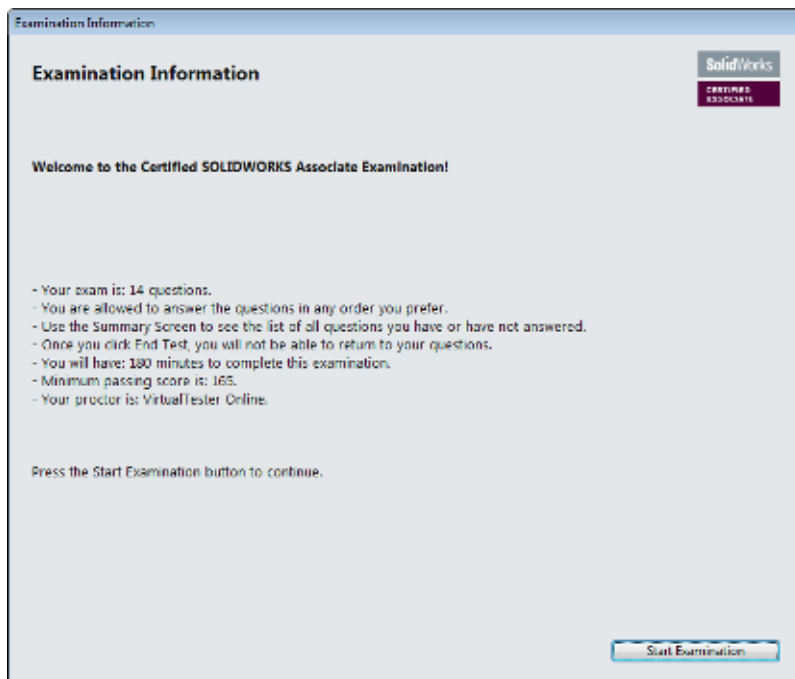 Examination Information
Examination Information
SolidWorks
CERTIFIED
ASSOCIATE
Welcome to the Certified SOLIDWORKS Associate Examination!
- Your exam is: 14 questions.
- You are allowed to answer the questions in any order you prefer.
- Use the Summary Screen to see the list of all questions you have or have not answered.
- Once you click End Test, you will not be able to return to your questions.
- You will have: 180 minutes to complete this examination.
- Minimum passing score is: 165.
- Your proctor is: VirtualTester Online.
Press the Start Examination button to continue.
Start Examination